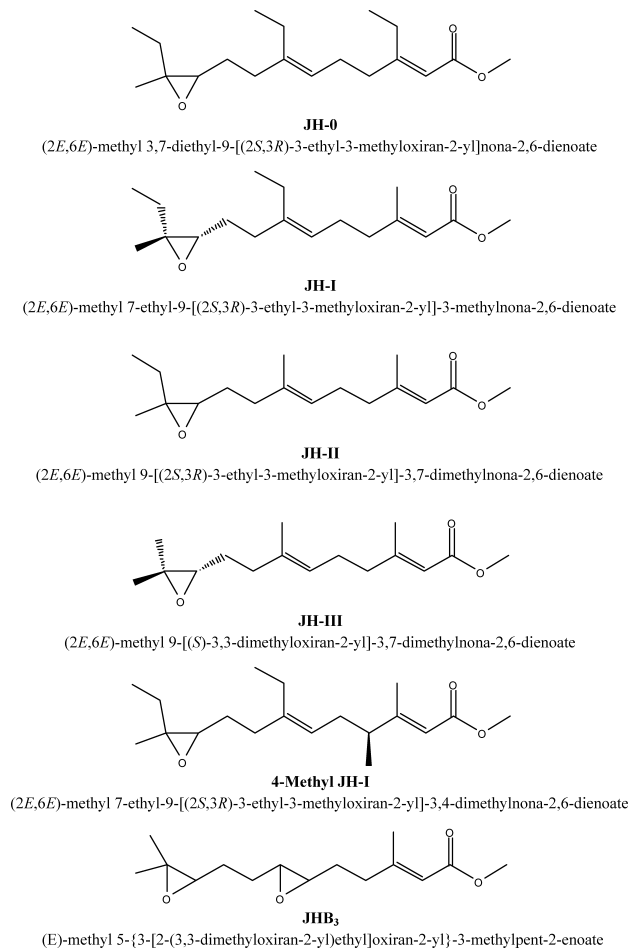 O
O
O
JH-0
(2E,6E)-methyl 3,7-diethyl-9-[(2S,3R)-3-ethyl-3-methyloxiran-2-yl]nona-2,6-dienoate
O
O
O
JH-I
(2E,6E)-methyl 7-ethyl-9-[(2S,3R)-3-ethyl-3-methyloxiran-2-yl]-3-methylnona-2,6-dienoate
O
O
O
JH-II
(2E,6E)-methyl 9-[(2S,3R)-3-ethyl-3-methyloxiran-2-yl]-3,7-dimethylnona-2,6-dienoate
O
O
O
JH-III
(2E,6E)-methyl 9-[(S)-3,3-dimethyloxiran-2-yl]-3,7-dimethylnona-2,6-dienoate
O
O
O
4-Methyl JH-I
(2E,6E)-methyl 7-ethyl-9-[(2S,3R)-3-ethyl-3-methyloxiran-2-yl]-3,4-dimethylnona-2,6-dienoate
O
O
O
O
JHB3
(E)-methyl 5-{3-[2-(3,3-dimethyloxiran-2-yl)ethyl]oxiran-2-yl}-3-methylpent-2-enoate